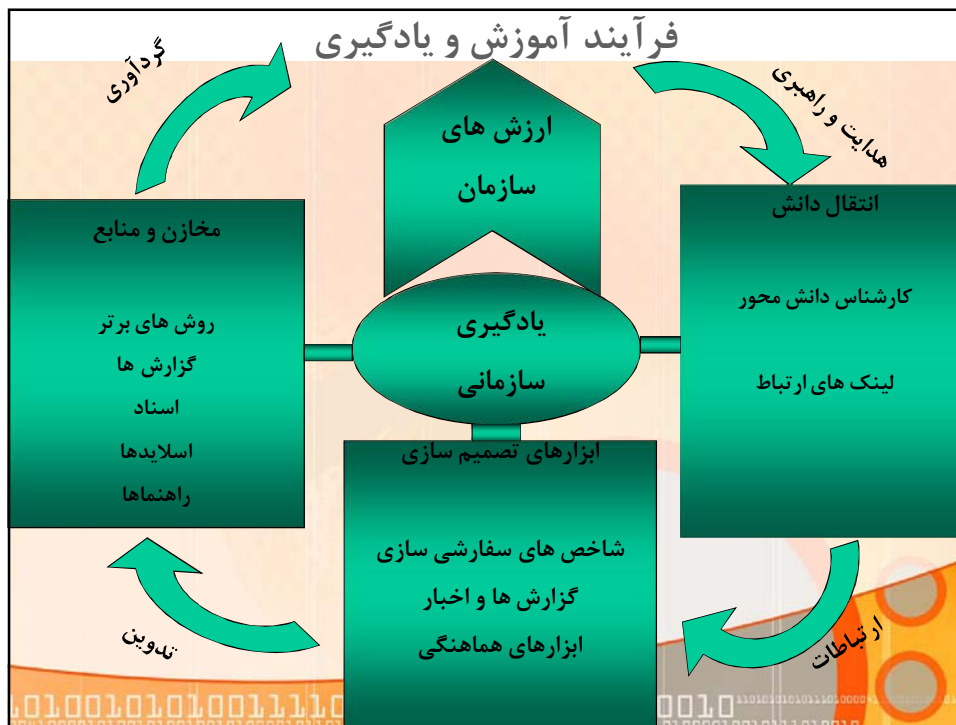 فرآیند آموزش و یادگیری
هدایت و راهبری
گردآوری
ارزش های
سازمان
انتقال دانش
کارشناس دانش محور
لینک های ارتباط
مخازن و منابع
روش های برتر
گزارش ها
اسناد
اسلایدها
راهنماها
یادگیری
سازمانی
ابزارهای تصمیم سازی
شاخص های سفارشی سازی
گزارش ها و اخبار
ابزارهای هماهنگی
ارتباطات
تدوین